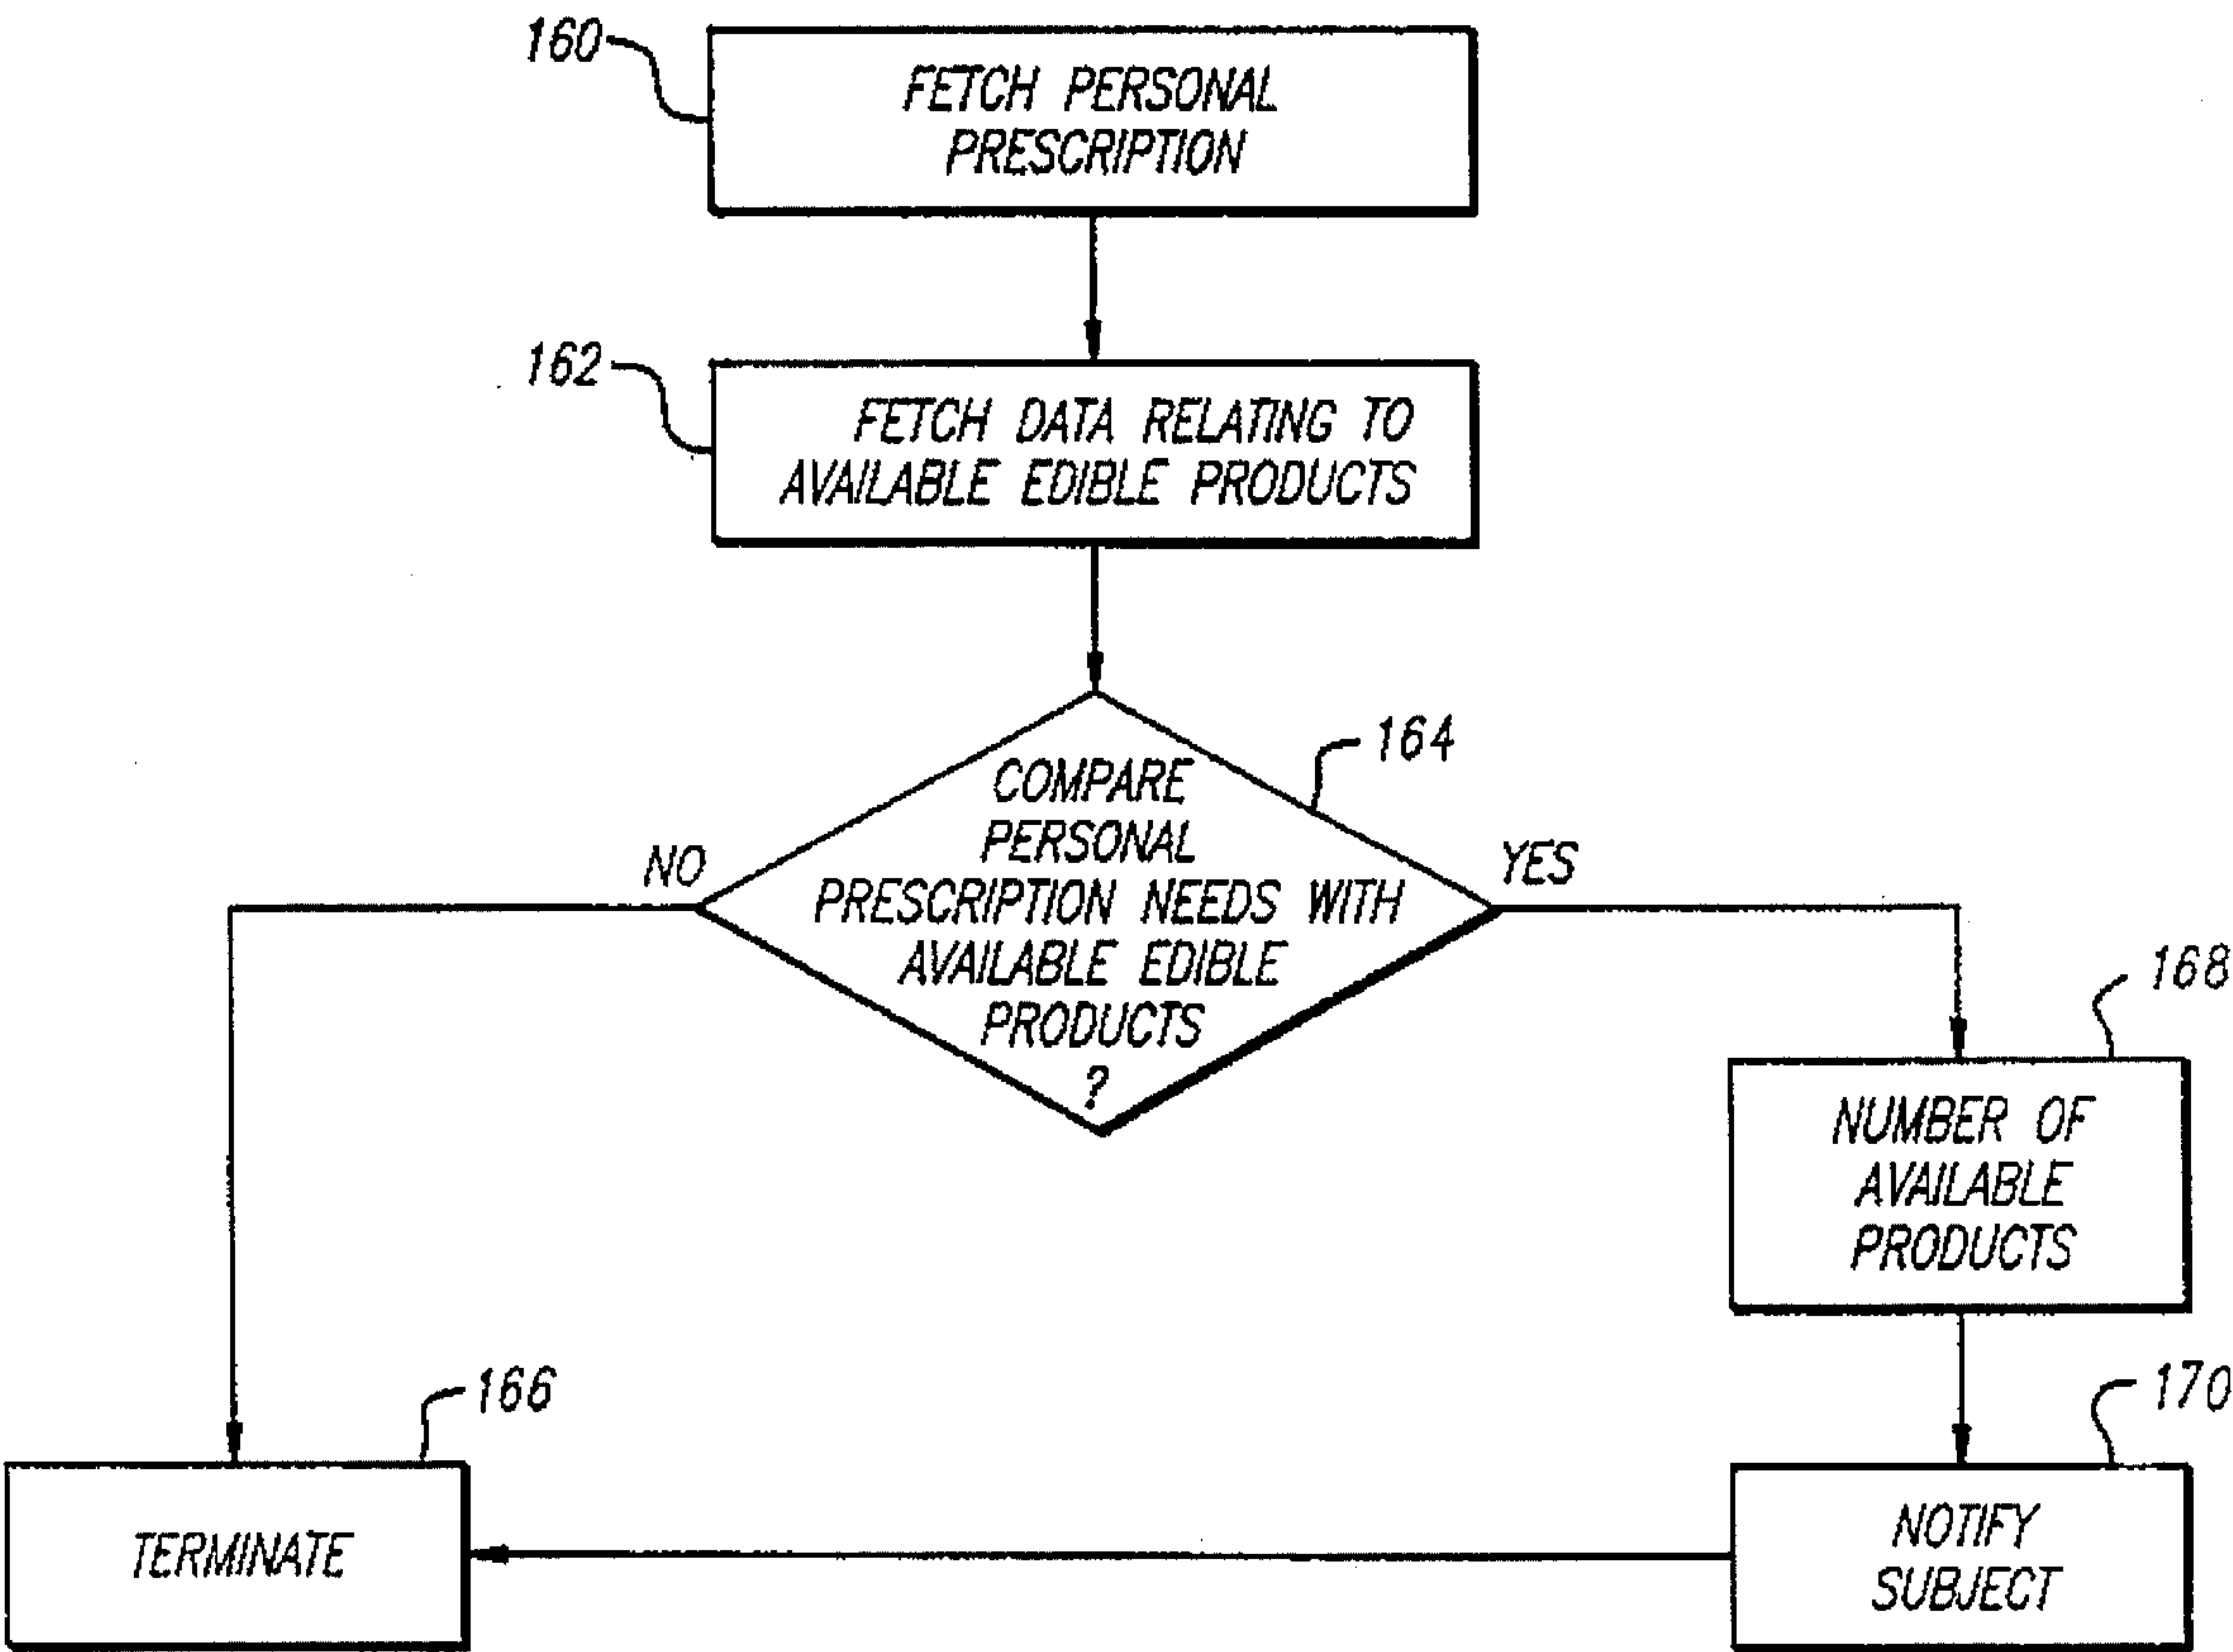 160
FETCH PERSONAL
PRESCRIPTION
162
FETCH DATA RELATING TO
AVAILABLE EDIBLE PRODUCTS
164
COMPARE
PERSONAL
PRESCRIPTION NEEDS WITH
AVAILABLE EDIBLE
PRODUCTS
?
NO
YES
168
NUMBER OF
AVAILABLE
PRODUCTS
166
TERMINATE
170
NOTIFY
SUBJECT